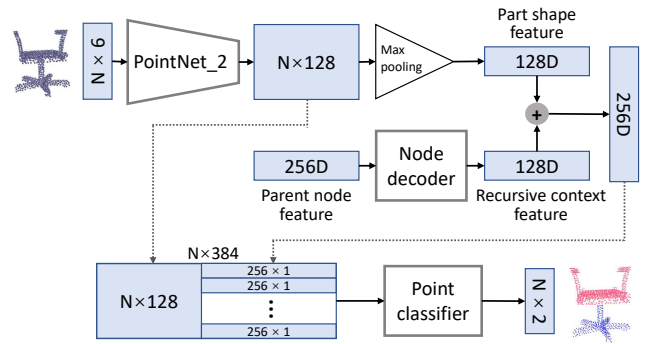 Part shape
feature
N×6
PointNet_2
N×128
Max
pooling
128D
+
256D
256D
Node
decoder
128D
Parent node
feature
Recursive context
feature
N×384
N×128
256 × 1
256 × 1
⋮
256 × 1
Point
classifier
N×2